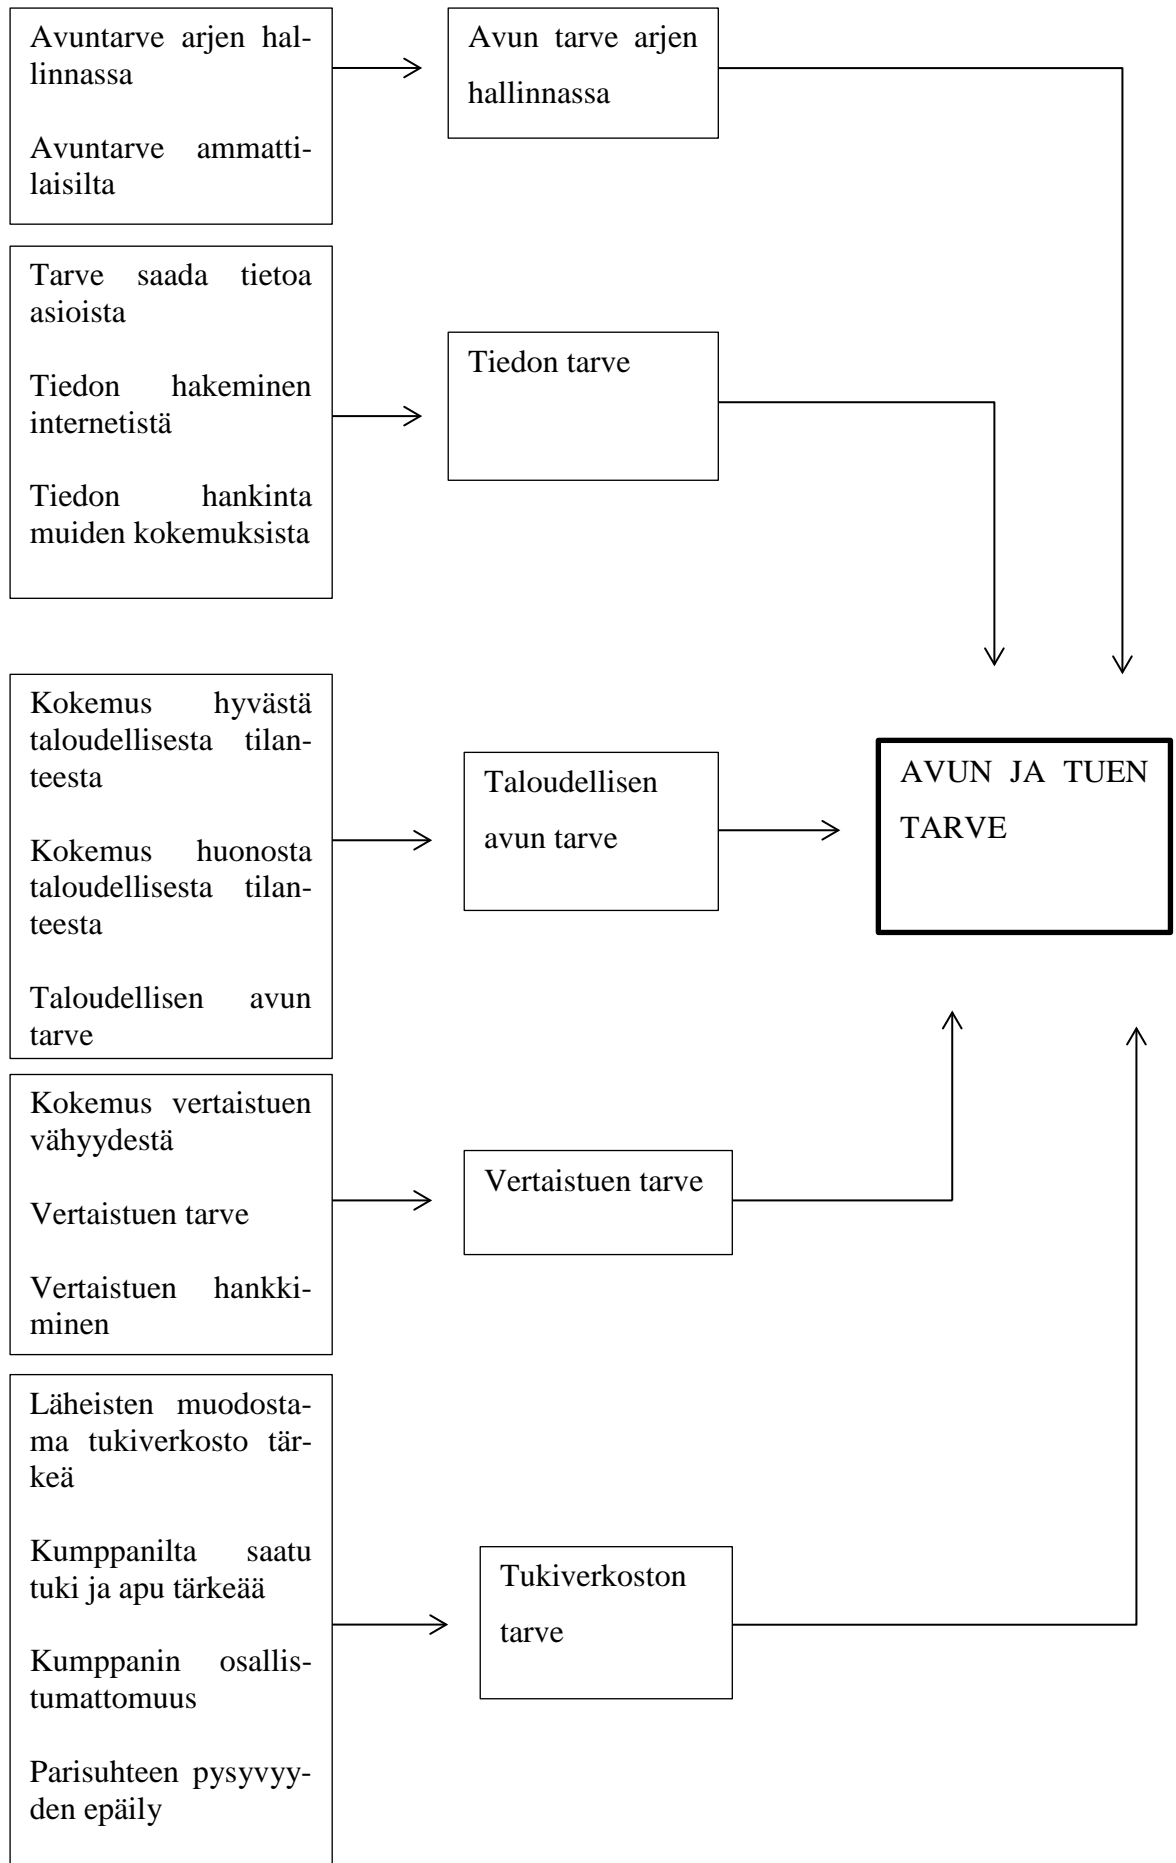 Avuntarve arjen hal-
linnassa
Avuntarve ammatti-
laisilta
Avun tarve arjen
hallinnassa
Tarve saada tietoa
asioista
Tiedon hakeminen
internetistä
Tiedon hankinta
muiden kokemuksista
Tiedon tarve
Kokemus hyvästä
taloudellisesta tilan-
teesta
Kokemus huonosta
taloudellisesta tilan-
teesta
Taloudellisen avun
tarve
Taloudellisen
avun tarve
AVUN JA TUEN
TARVE
Kokemus vertaistuen
vähyydestä
Vertaistuen tarve
Vertaistuen hankki-
minen
Vertaistuen tarve
Läheisten muodosta-
ma tukiverkosto tär-
keä
Kumppanilta saatu
tuki ja apu tärkeää
Kumppanin osallis-
tumattomuus
Parisuhteen pysyvyy-
den epäily
Tukiverkoston
tarve